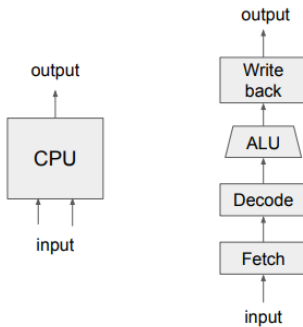 output
CPU
input
output
Write
back
ALU
Decode
Fetch
input